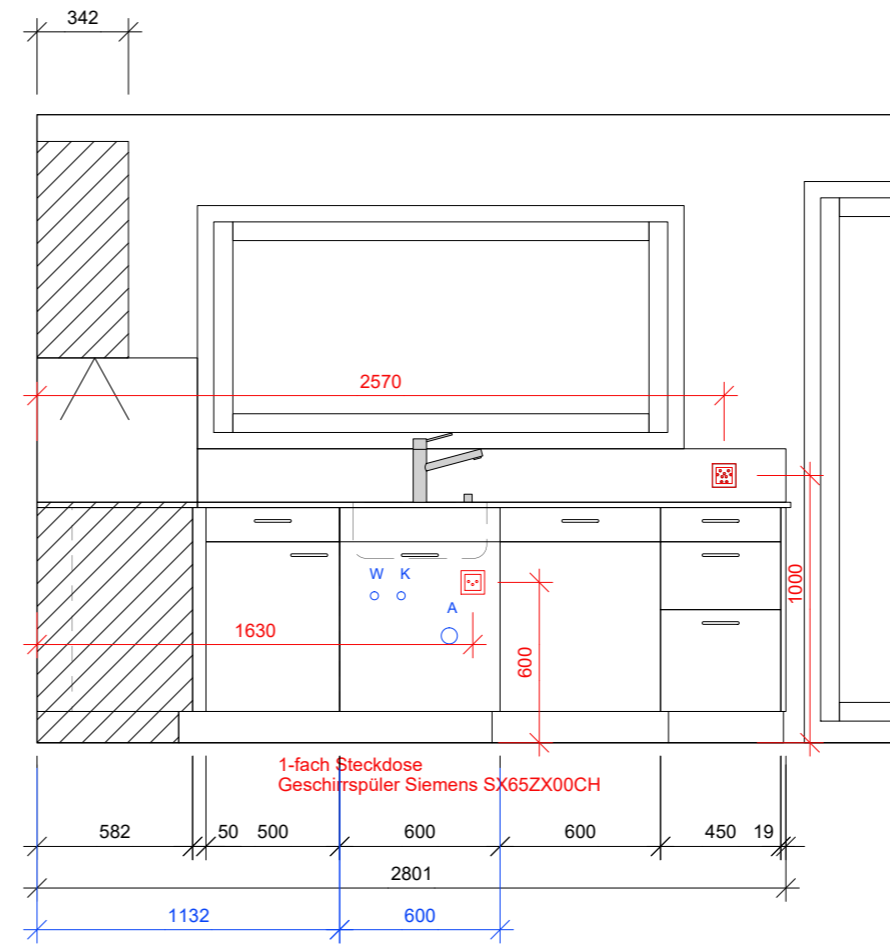 342
2570
W K
A
1630
600
1000
1-fach Steckdose
Geschirrspüler Siemens SX65ZX00CH
582 50 500 600 600 450 19
2801
1132 600